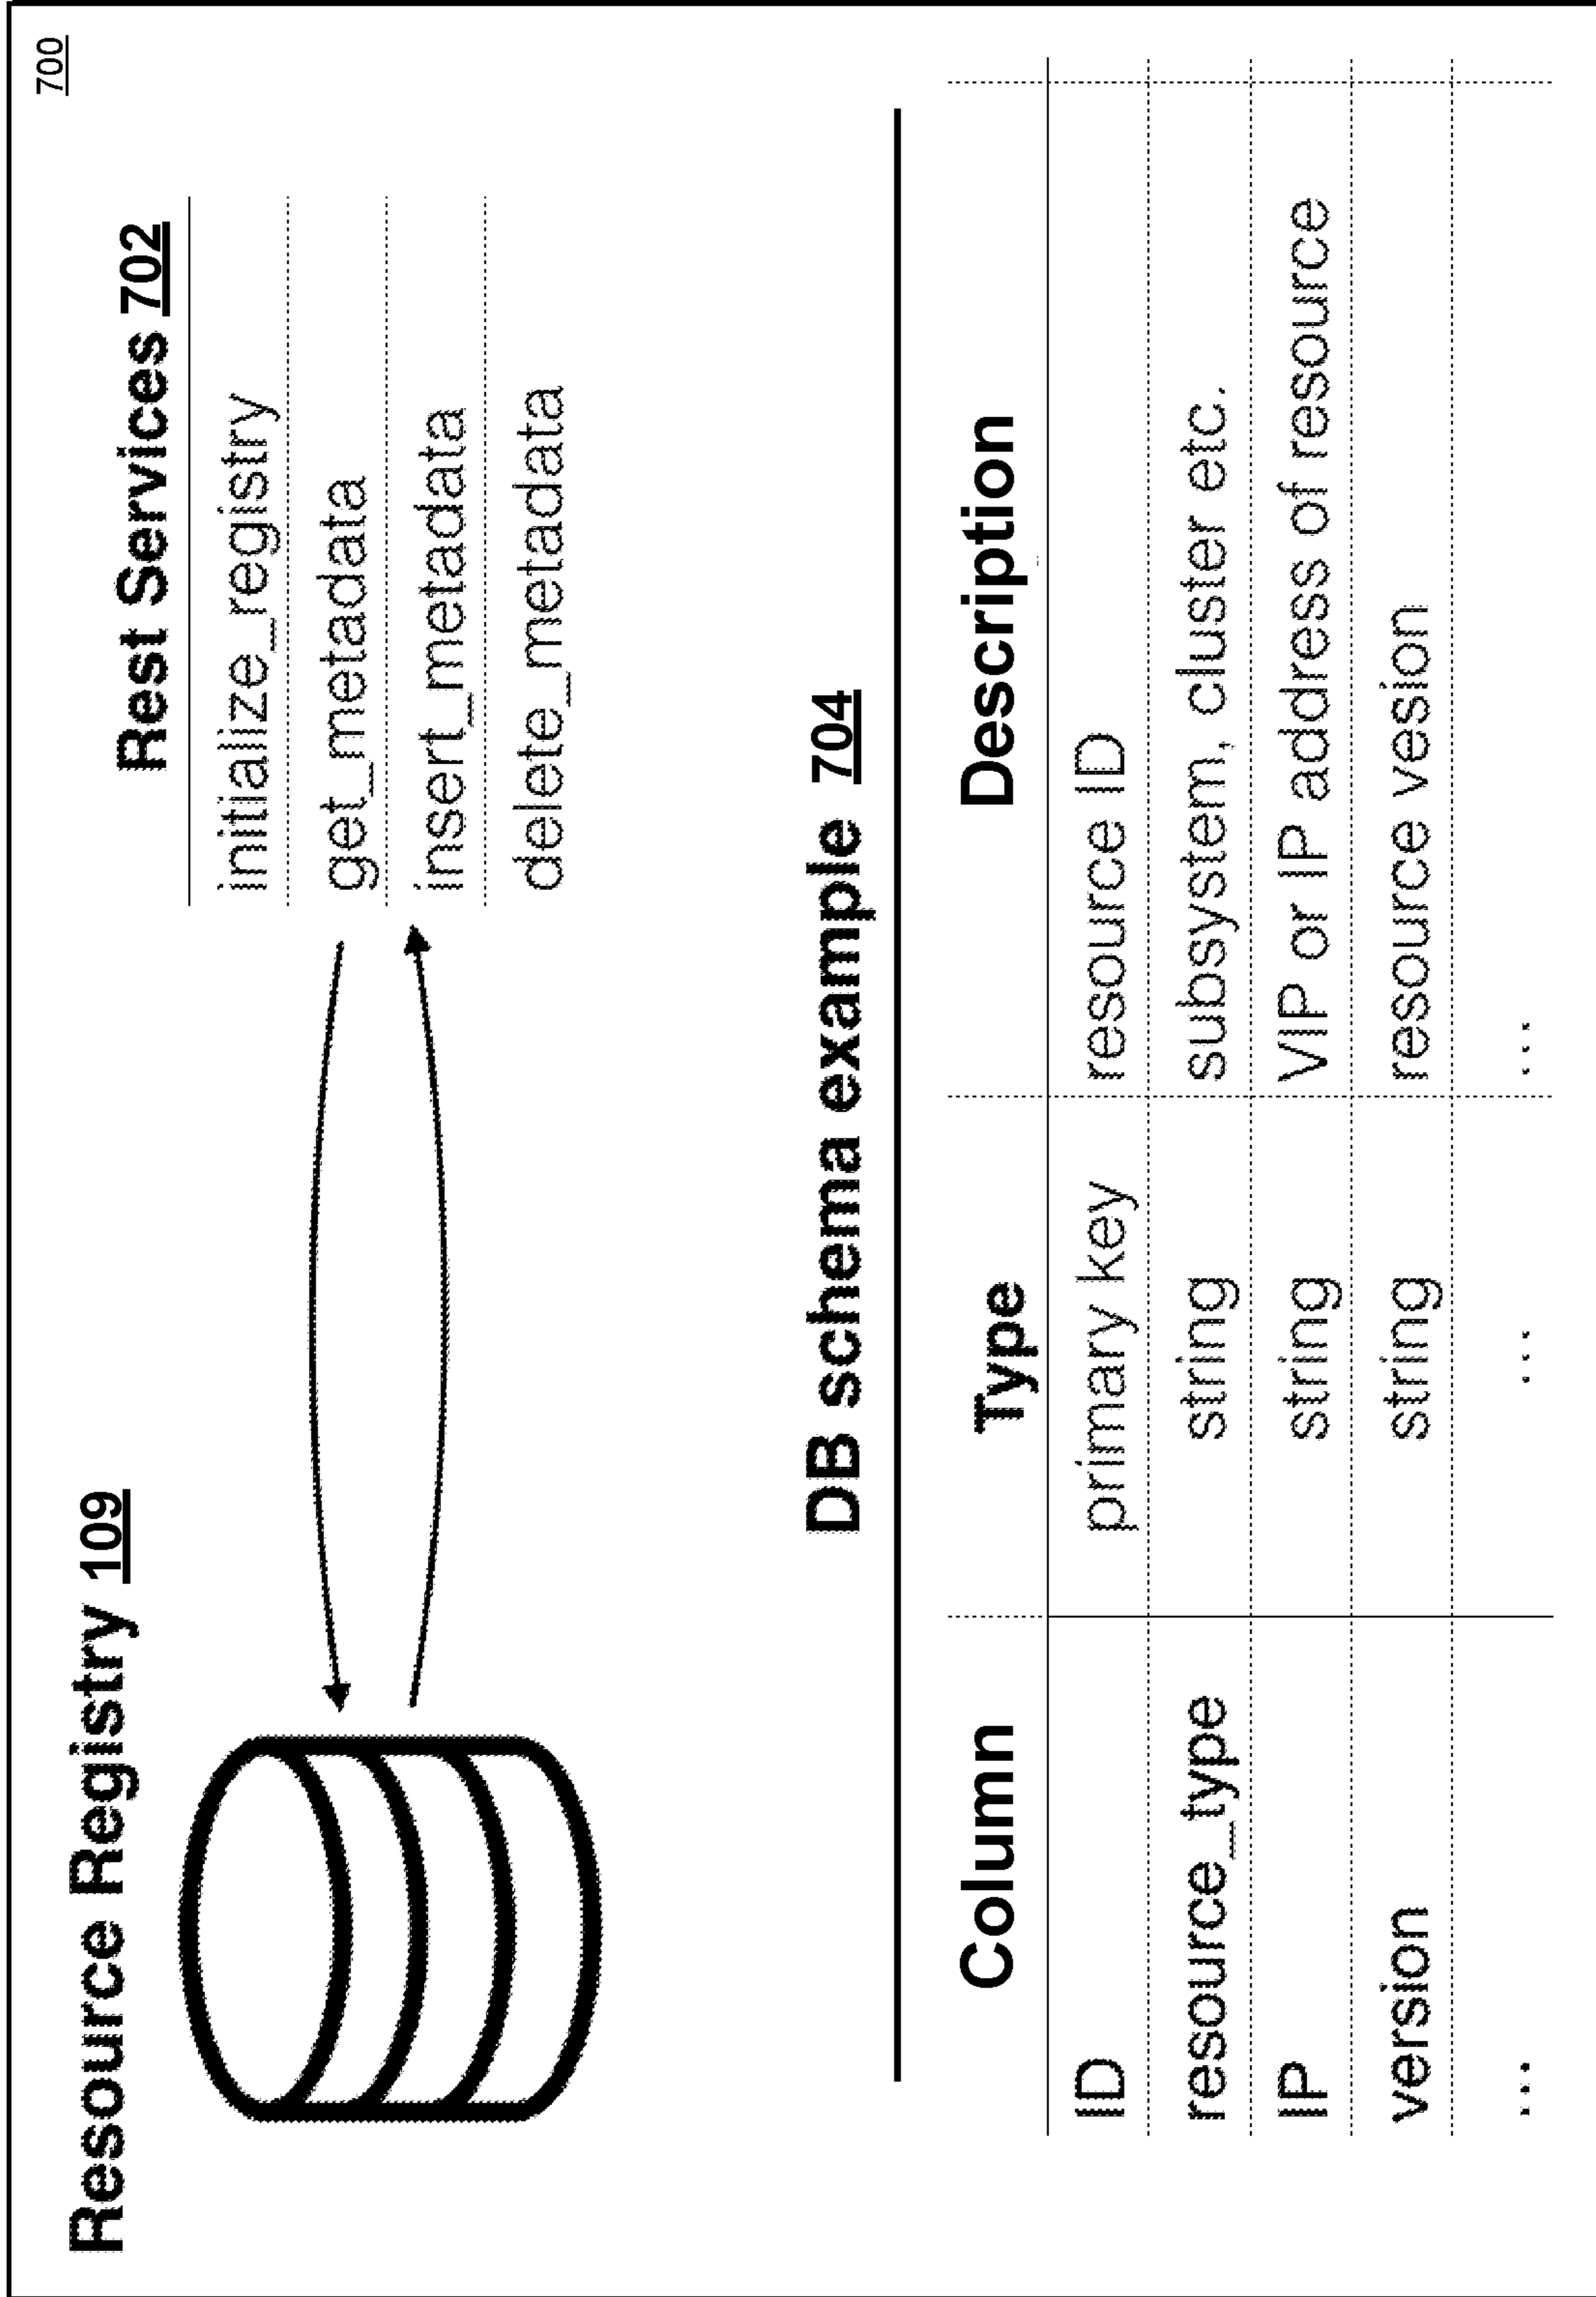 700
Resource Registry 109
Rest Services 702
initialize_registry
get_metadata
insert_metadata
delete_metadata
DB schema example 704
Column Type Description
ID primary key resource ID
resource_type string subsystem, cluster etc.
IP string VIP or IP address of resource
version string resource vesion
... ... ...